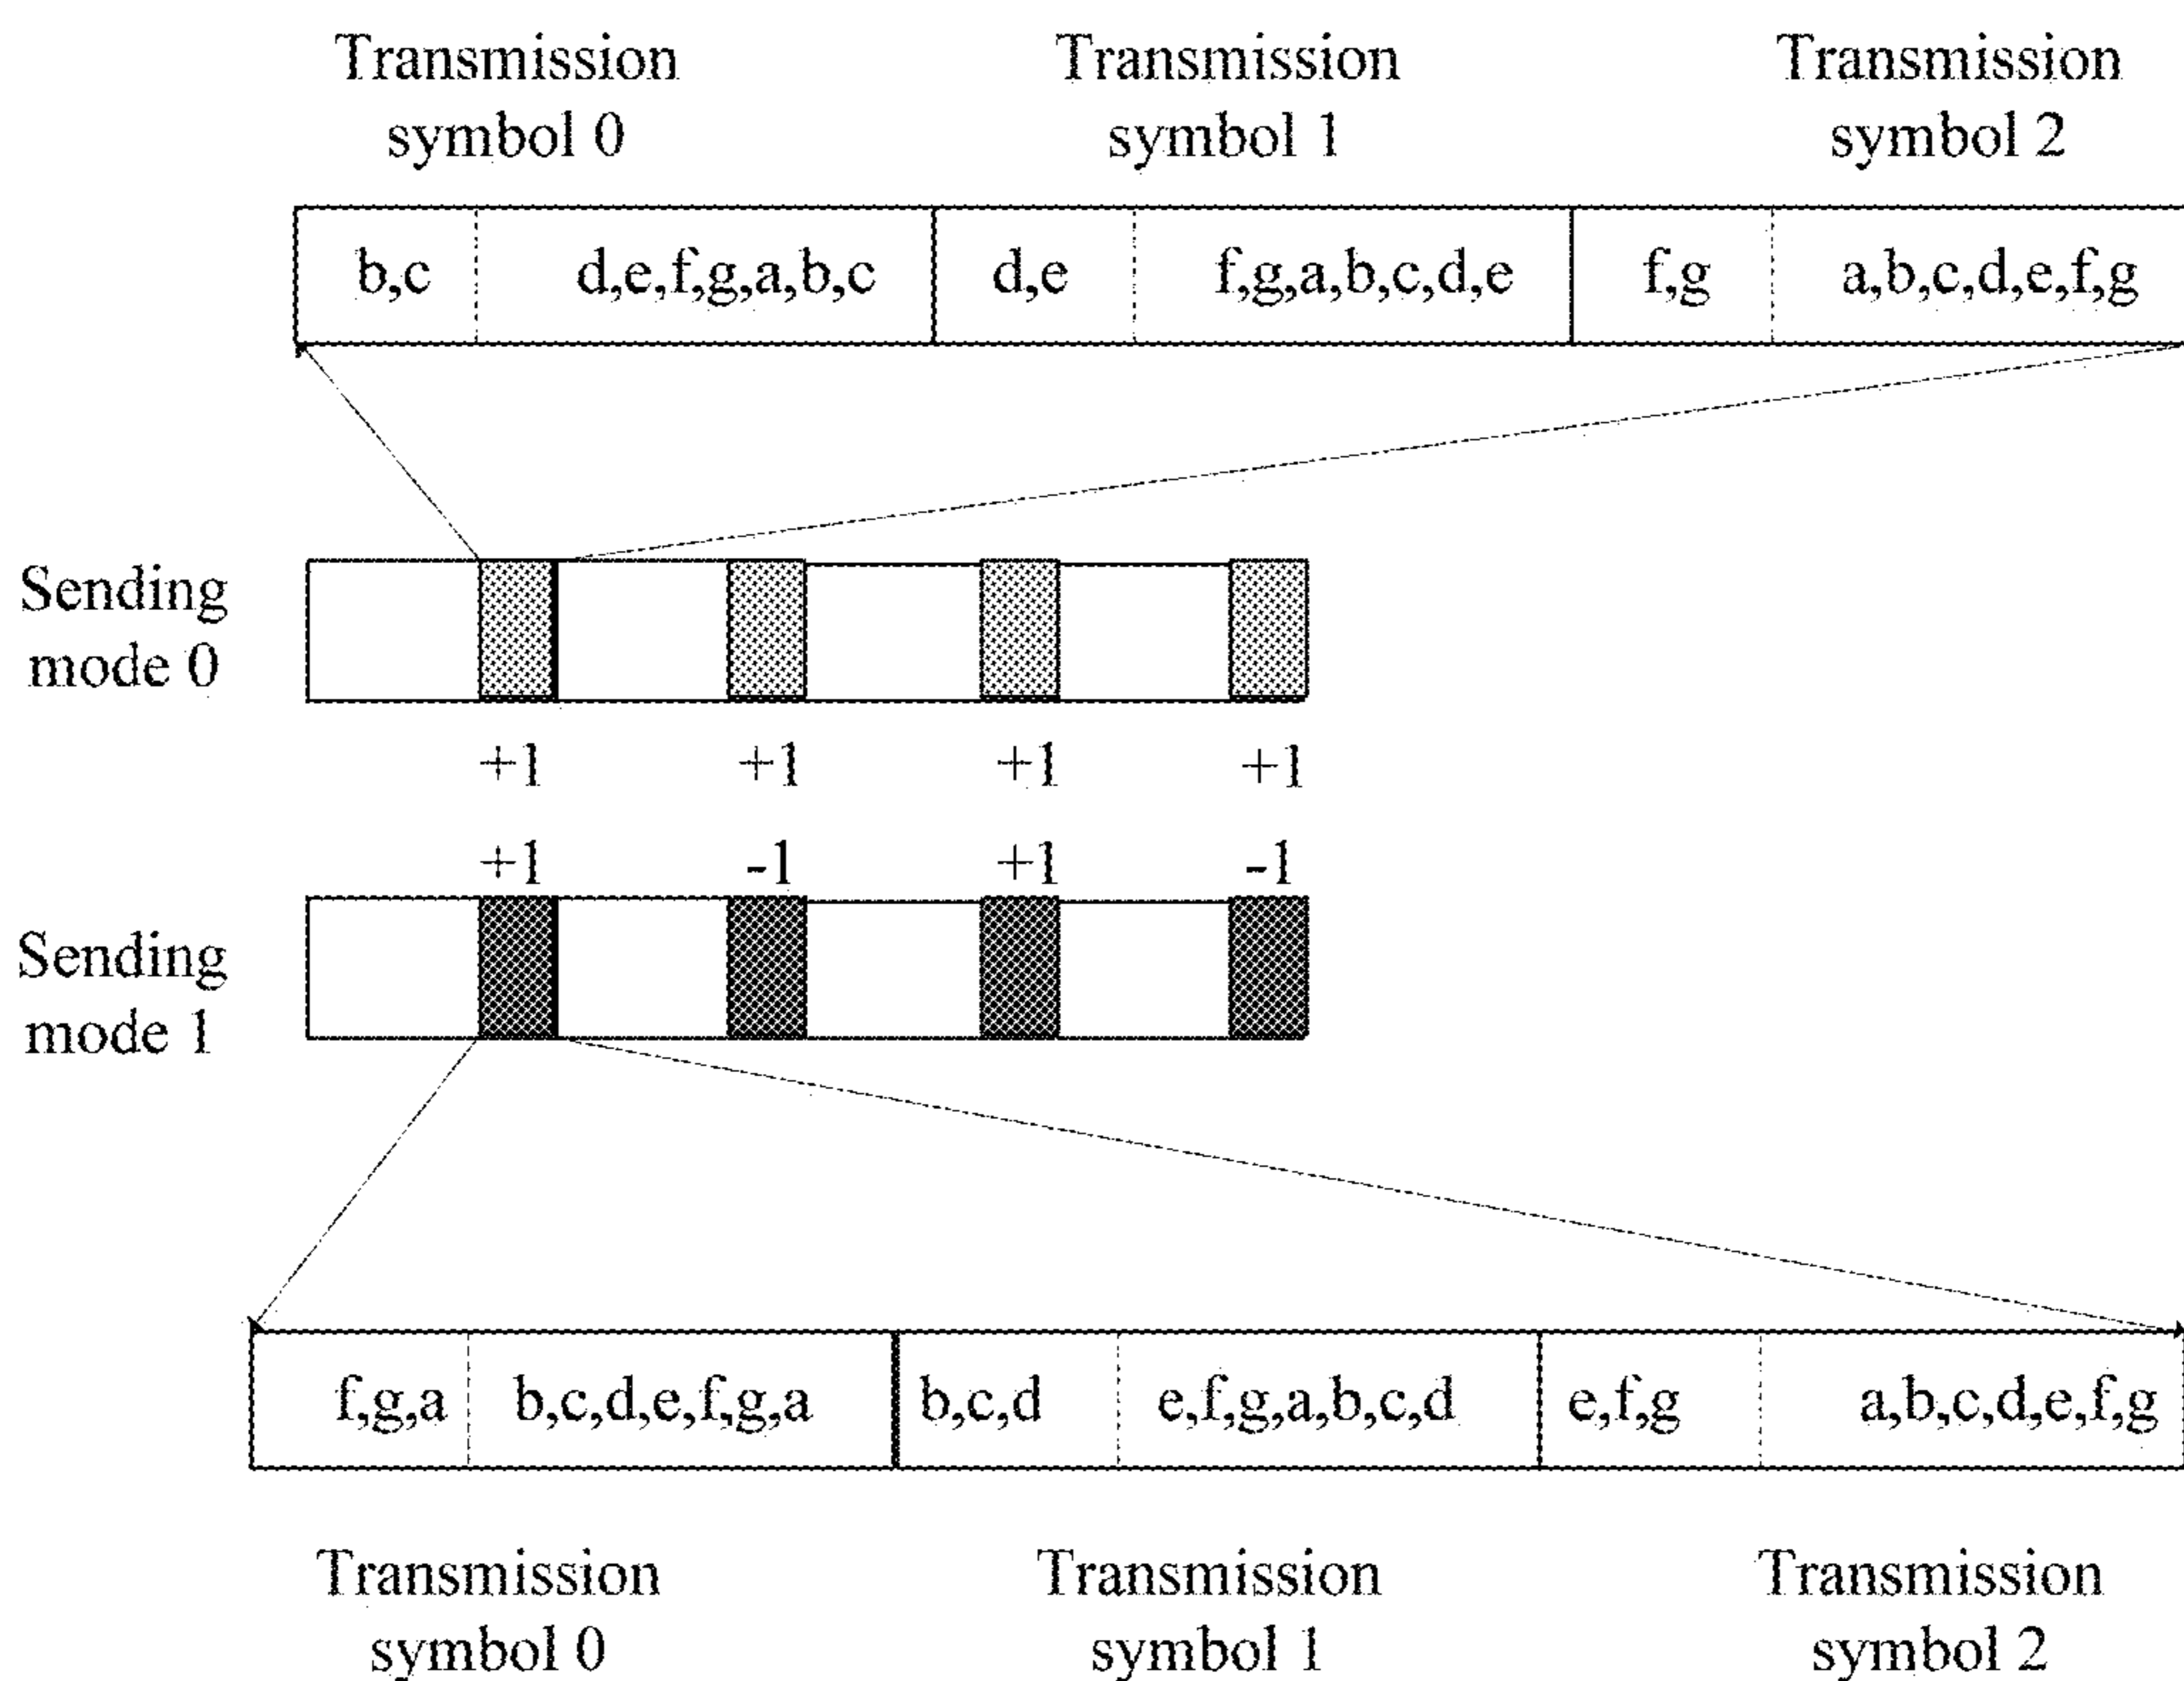 Transmission symbol 0
Transmission symbol 1
Transmission symbol 2
b,c
d,e,f,g,a,b,c
d,e
f,g,a,b,c,d,e
f,g
a,b,c,d,e,f,g
Sending mode 0
+1
+1
+1
+1
+1
-1
+1
-1
Sending mode 1
f,g,a
b,c,d,e,f,g,a
b,c,d
e,f,g,a,b,c,d
e,f,g
a,b,c,d,e,f,g
Transmission symbol 0
Transmission symbol 1
Transmission symbol 2